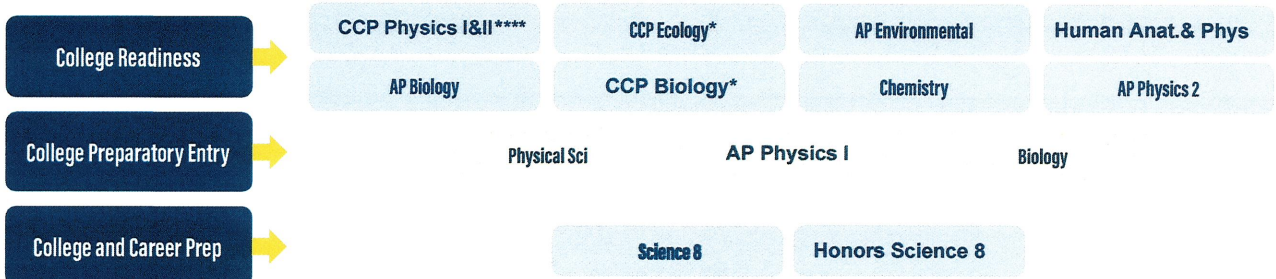 College Readiness
CCP Physics I&II****
CCP Ecology*
AP Environmental
Human Anat.& Phys
AP Biology
CCP Biology*
Chemistry
AP Physics 2
College Preparatory Entry
Physical Sci
AP Physics I
Biology
College and Career Prep
Science 8
Honors Science 8